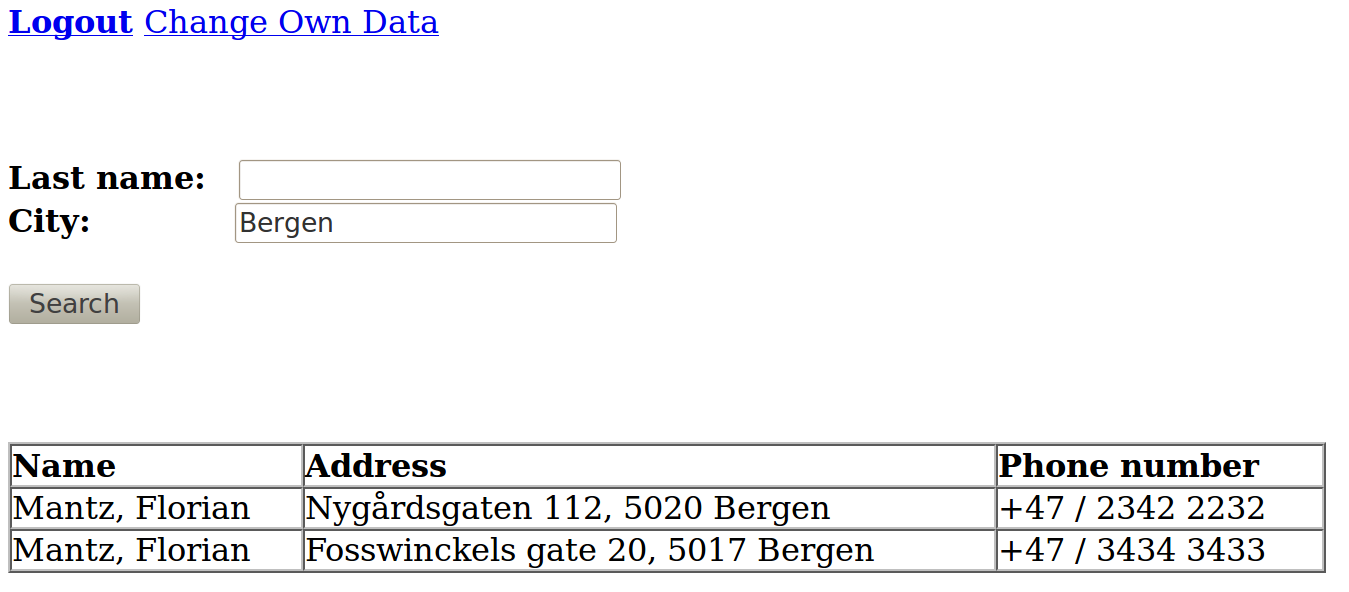 Logout Change Own Data
Last name:
City: Bergen
Search
Name Address Phone number
Mantz, Florian Nygårdsgaten 112, 5020 Bergen +47 / 2342 2232
Mantz, Florian Fosswinckels gate 20, 5017 Bergen +47 / 3434 3433